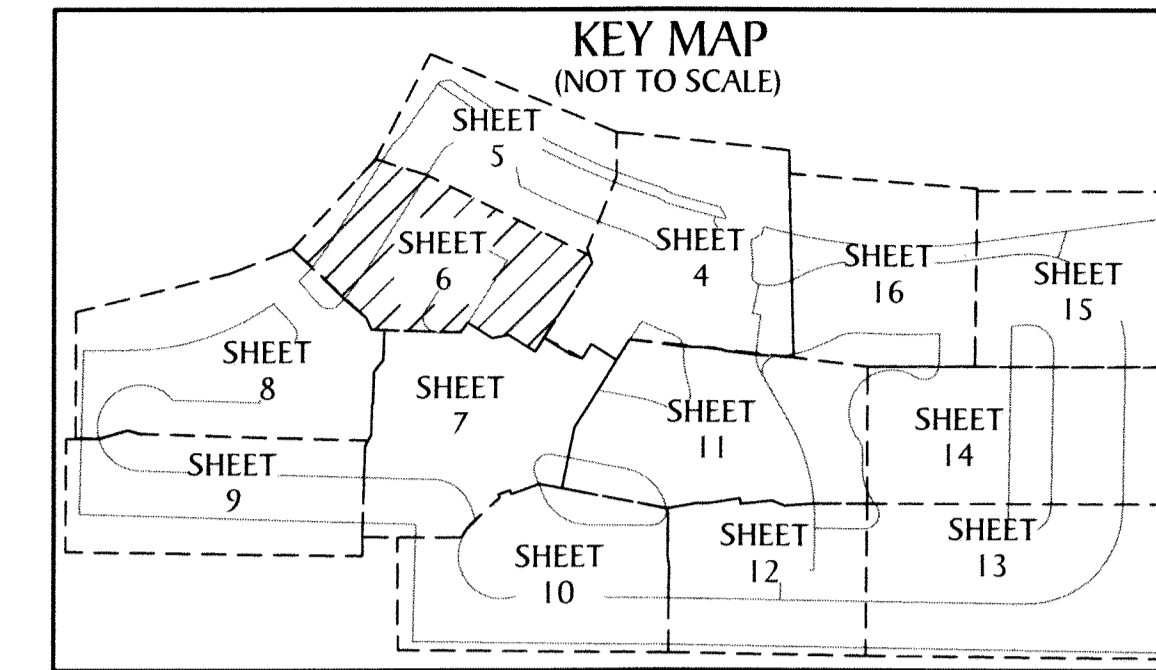 KEY MAP
(NOT TO SCALE)
SHEET
5
SHEET
4
SHEET
6
SHEET
16
SHEET
15
SHEET
8
SHEET
7
SHEET
11
SHEET
14
SHEET
9
SHEET
10
SHEET
12
SHEET
13